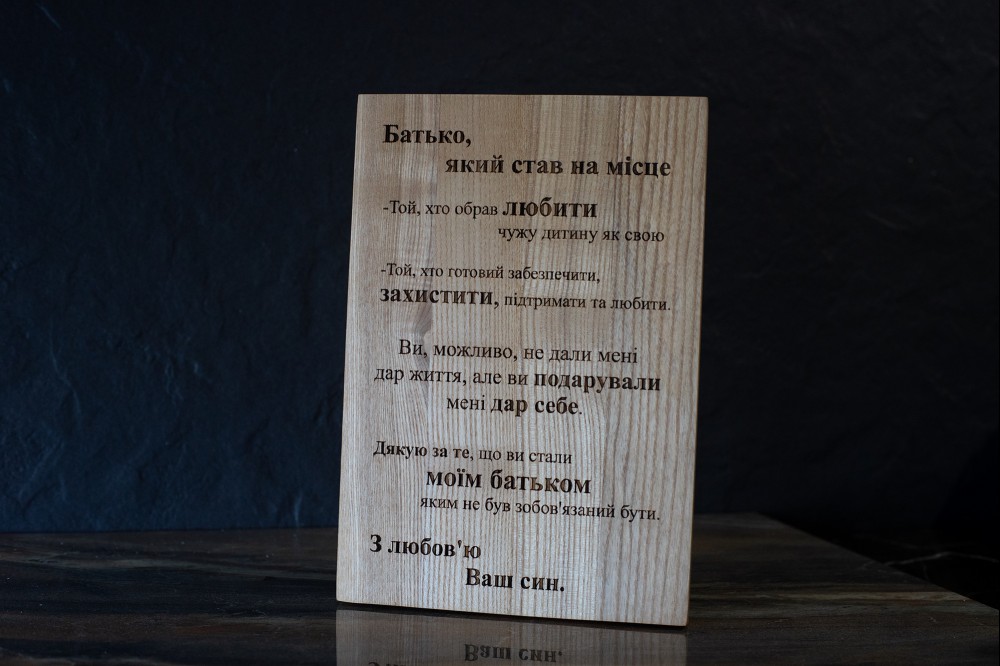 Батько,
який став на місце
-Той, хто обрав любити
чужу дитину як свою
-Той, хто готовий забезпечити,
захистити, підтримати та любити.
Ви, можливо, не дали мені
дар життя, але ви подарували
мені дар себе.
Дякую за те, що ви стали
моїм батьком
яким не був зобов'язаний бути.
З любов'ю
Ваш син.